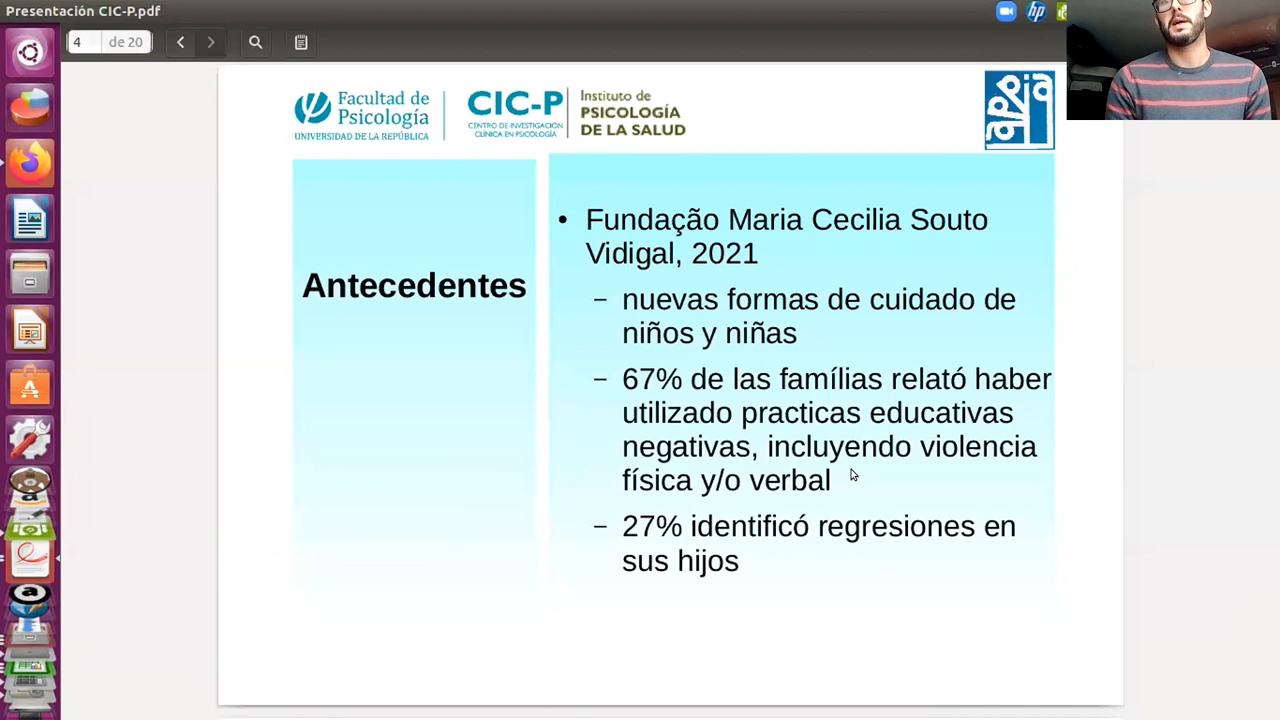 Presentación CIC-P.pdf
4 de 20
Facultad de
Psicología
UNIVERSIDAD DE LA REPÚBLICA
CIC-P
CENTRO DE INVESTIGACIÓN
CLÍNICA EN PSICOLOGÍA
Instituto de
PSICOLOGÍA
DE LA SALUD
appia
hp
Antecedentes
• Fundação Maria Cecilia Souto
Vidigal, 2021
– nuevas formas de cuidado de
niños y niñas
– 67% de las famílias relató haber
utilizado practicas educativas
negativas, incluyendo violencia
física y/o verbal
– 27% identificó regresiones en
sus hijos